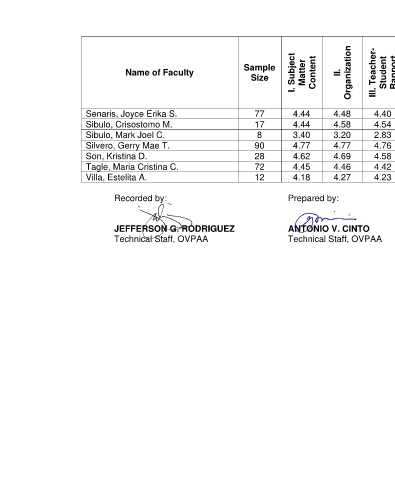 Name of Faculty Sample Size I. Subject Matter Content II. Organization III. Teacher-Student Rapport
Senaris, Joyce Erika S. 77 4.44 4.48 4.40
Sibulo, Crisostomo M. 17 4.44 4.58 4.54
Sibulo, Mark Joel C. 8 3.40 3.20 2.83
Silvero, Gerry Mae T. 90 4.77 4.77 4.76
Son, Kristina D. 28 4.62 4.69 4.58
Tagle, Maria Cristina C. 72 4.45 4.46 4.42
Villa, Estelita A. 12 4.18 4.27 4.23
Recorded by: Prepared by:
JEFFERSON G. RODRIGUEZ ANTONIO V. CINTO
Technical Staff, OVPAA Technical Staff, OVPAA